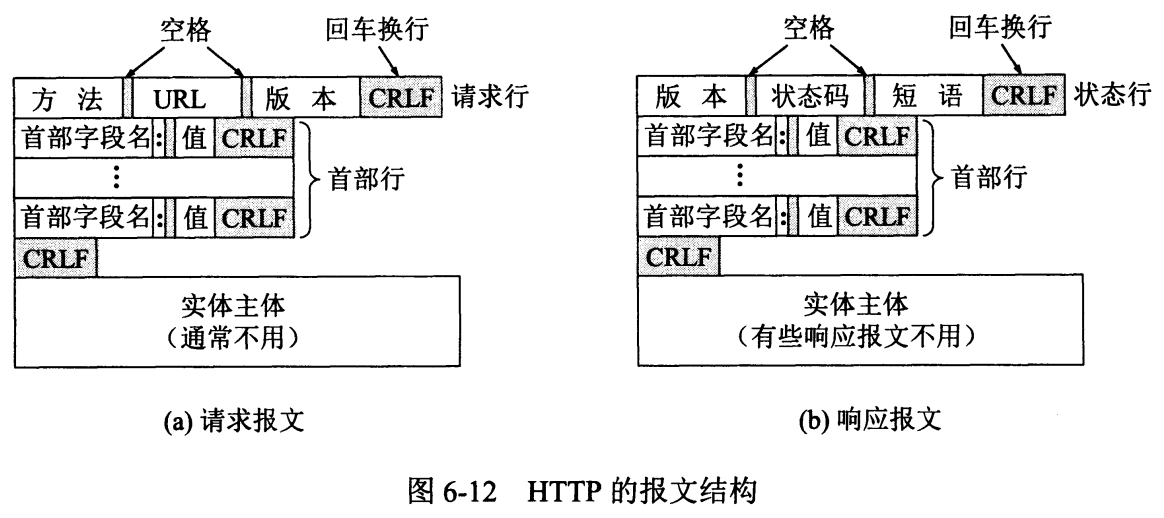 空格 回车换行
方 法 URL 版 本 CRLF 请求行
首部字段名: 值 CRLF
⋮ 首部行
首部字段名: 值 CRLF
CRLF
实体主体
（通常不用）
(a) 请求报文
空格 回车换行
版 本 状态码 短 语 CRLF 状态行
首部字段名: 值 CRLF
⋮ 首部行
首部字段名: 值 CRLF
CRLF
实体主体
（有些响应报文不用）
(b) 响应报文
图 6-12 HTTP 的报文结构